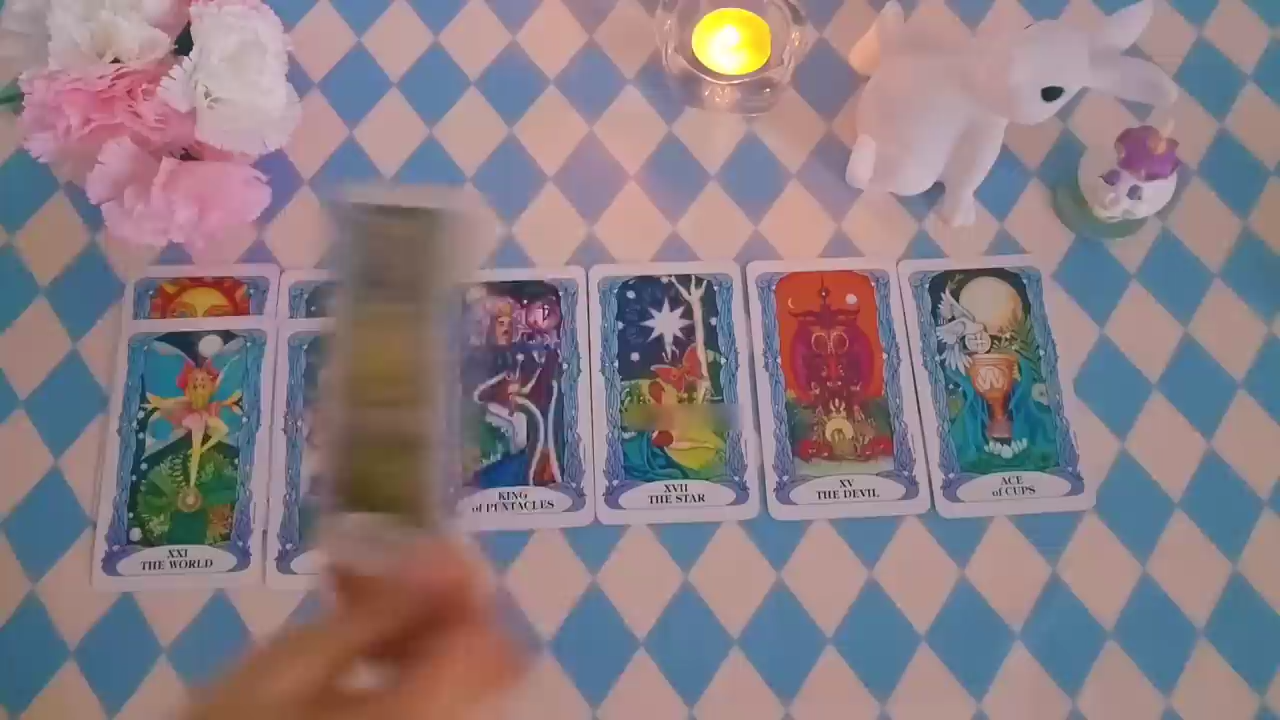 XXI
THE WORLD
KING
of PENTACLES
XVII
THE STAR
XV
THE DEVIL
ACE
of CUPS